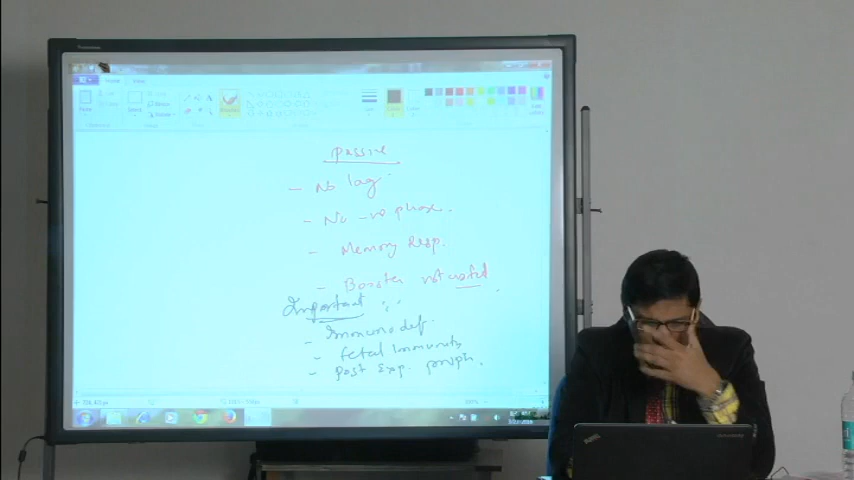 passive
- No lag
- No -ve phase.
- Memory Resp.
- Booster not useful.
Important :
- Immunodef.
- Fetal Immunity
- Post Exp. proph.